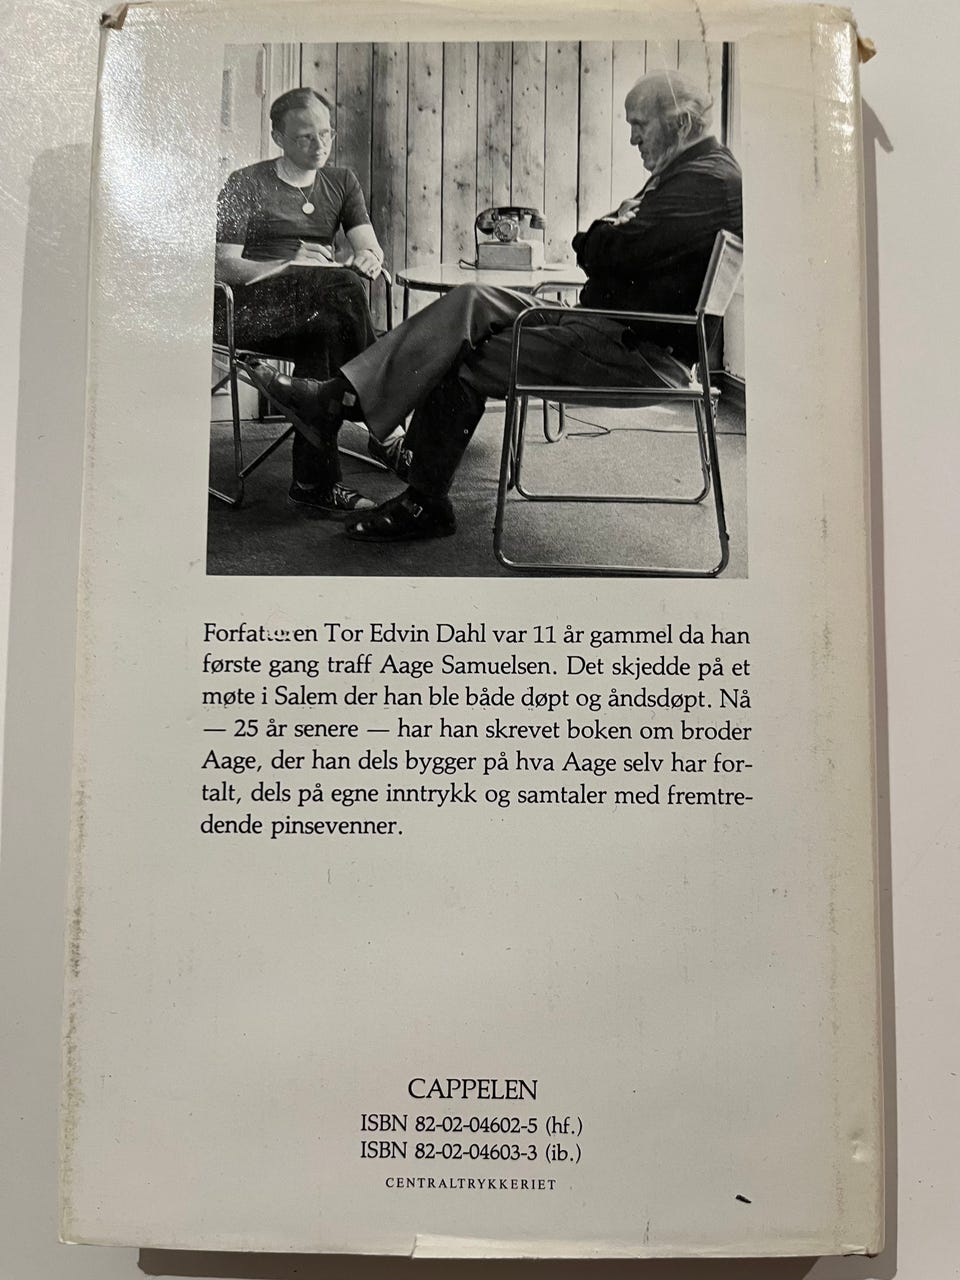 Forfatteren Tor Edvin Dahl var 11 år gammel da han
første gang traff Aage Samuelsen. Det skjedde på et
møte i Salem der han ble både døpt og åndsdøpt. Nå
— 25 år senere — har han skrevet boken om broder
Aage, der han dels bygger på hva Aage selv har for-
talt, dels på egne inntrykk og samtaler med fremtre-
dende pinsevenner.
CAPPELEN
ISBN 82-02-04602-5 (hf.)
ISBN 82-02-04603-3 (ib.)
CENTRALTRYKKERIET